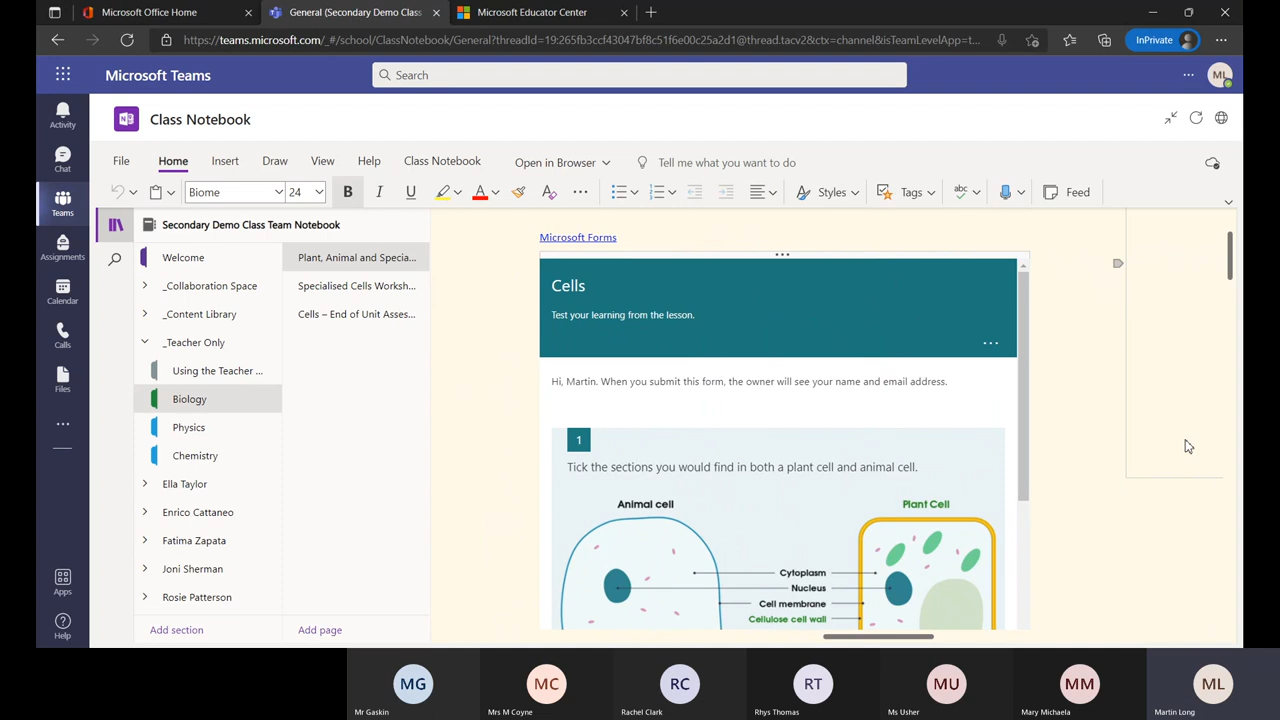 Microsoft Office Home
General (Secondary Demo Class
Microsoft Educator Center
https://teams.microsoft.com/_#/school/ClassNotebook/General?threadId=19:265fb3ccf43047bf8c51f6e00c25a2d1@thread.tacv2&ctx=channel&isTeamLevelApp=t...
InPrivate
Microsoft Teams
Search
ML
Activity
Chat
Teams
Assignments
Calendar
Calls
Files
Apps
Help
Class Notebook
File Home Insert Draw View Help Class Notebook Open in Browser Tell me what you want to do
Biome 24 B I U A Styles Tags abc Feed
Secondary Demo Class Team Notebook
Welcome
_Collaboration Space
_Content Library
_Teacher Only
Using the Teacher ...
Biology
Physics
Chemistry
Ella Taylor
Enrico Cattaneo
Fatima Zapata
Joni Sherman
Rosie Patterson
Add section
Plant, Animal and Specia...
Specialised Cells Worksh...
Cells – End of Unit Asses...
Add page
Microsoft Forms
Cells
Test your learning from the lesson.
Hi, Martin. When you submit this form, the owner will see your name and email address.
1
Tick the sections you would find in both a plant cell and animal cell.
Animal cell
Plant Cell
Cytoplasm
Nucleus
Cell membrane
Cellulose cell wall
MG MC RC RT MU MM ML
Mr Gaskin Mrs M Coyne Rachel Clark Rhys Thomas Ms Usher Mary Michaela Martin Long